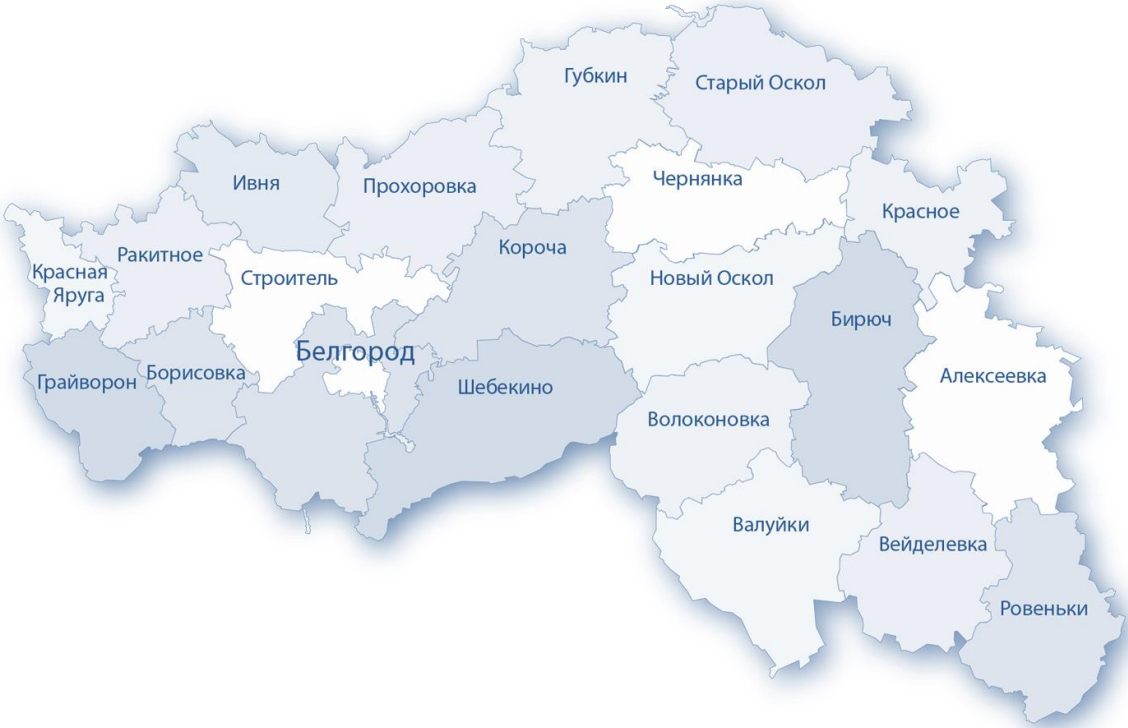 Губкин
Старый Оскол
Ивня
Прохоровка
Чернянка
Красное
Ракитное
Короча
Красная
Яруга
Строитель
Новый Оскол
Бирюч
Белгород
Грайворон
Борисовка
Шебекино
Алексеевка
Волоконовка
Валуйки
Вейделевка
Ровеньки